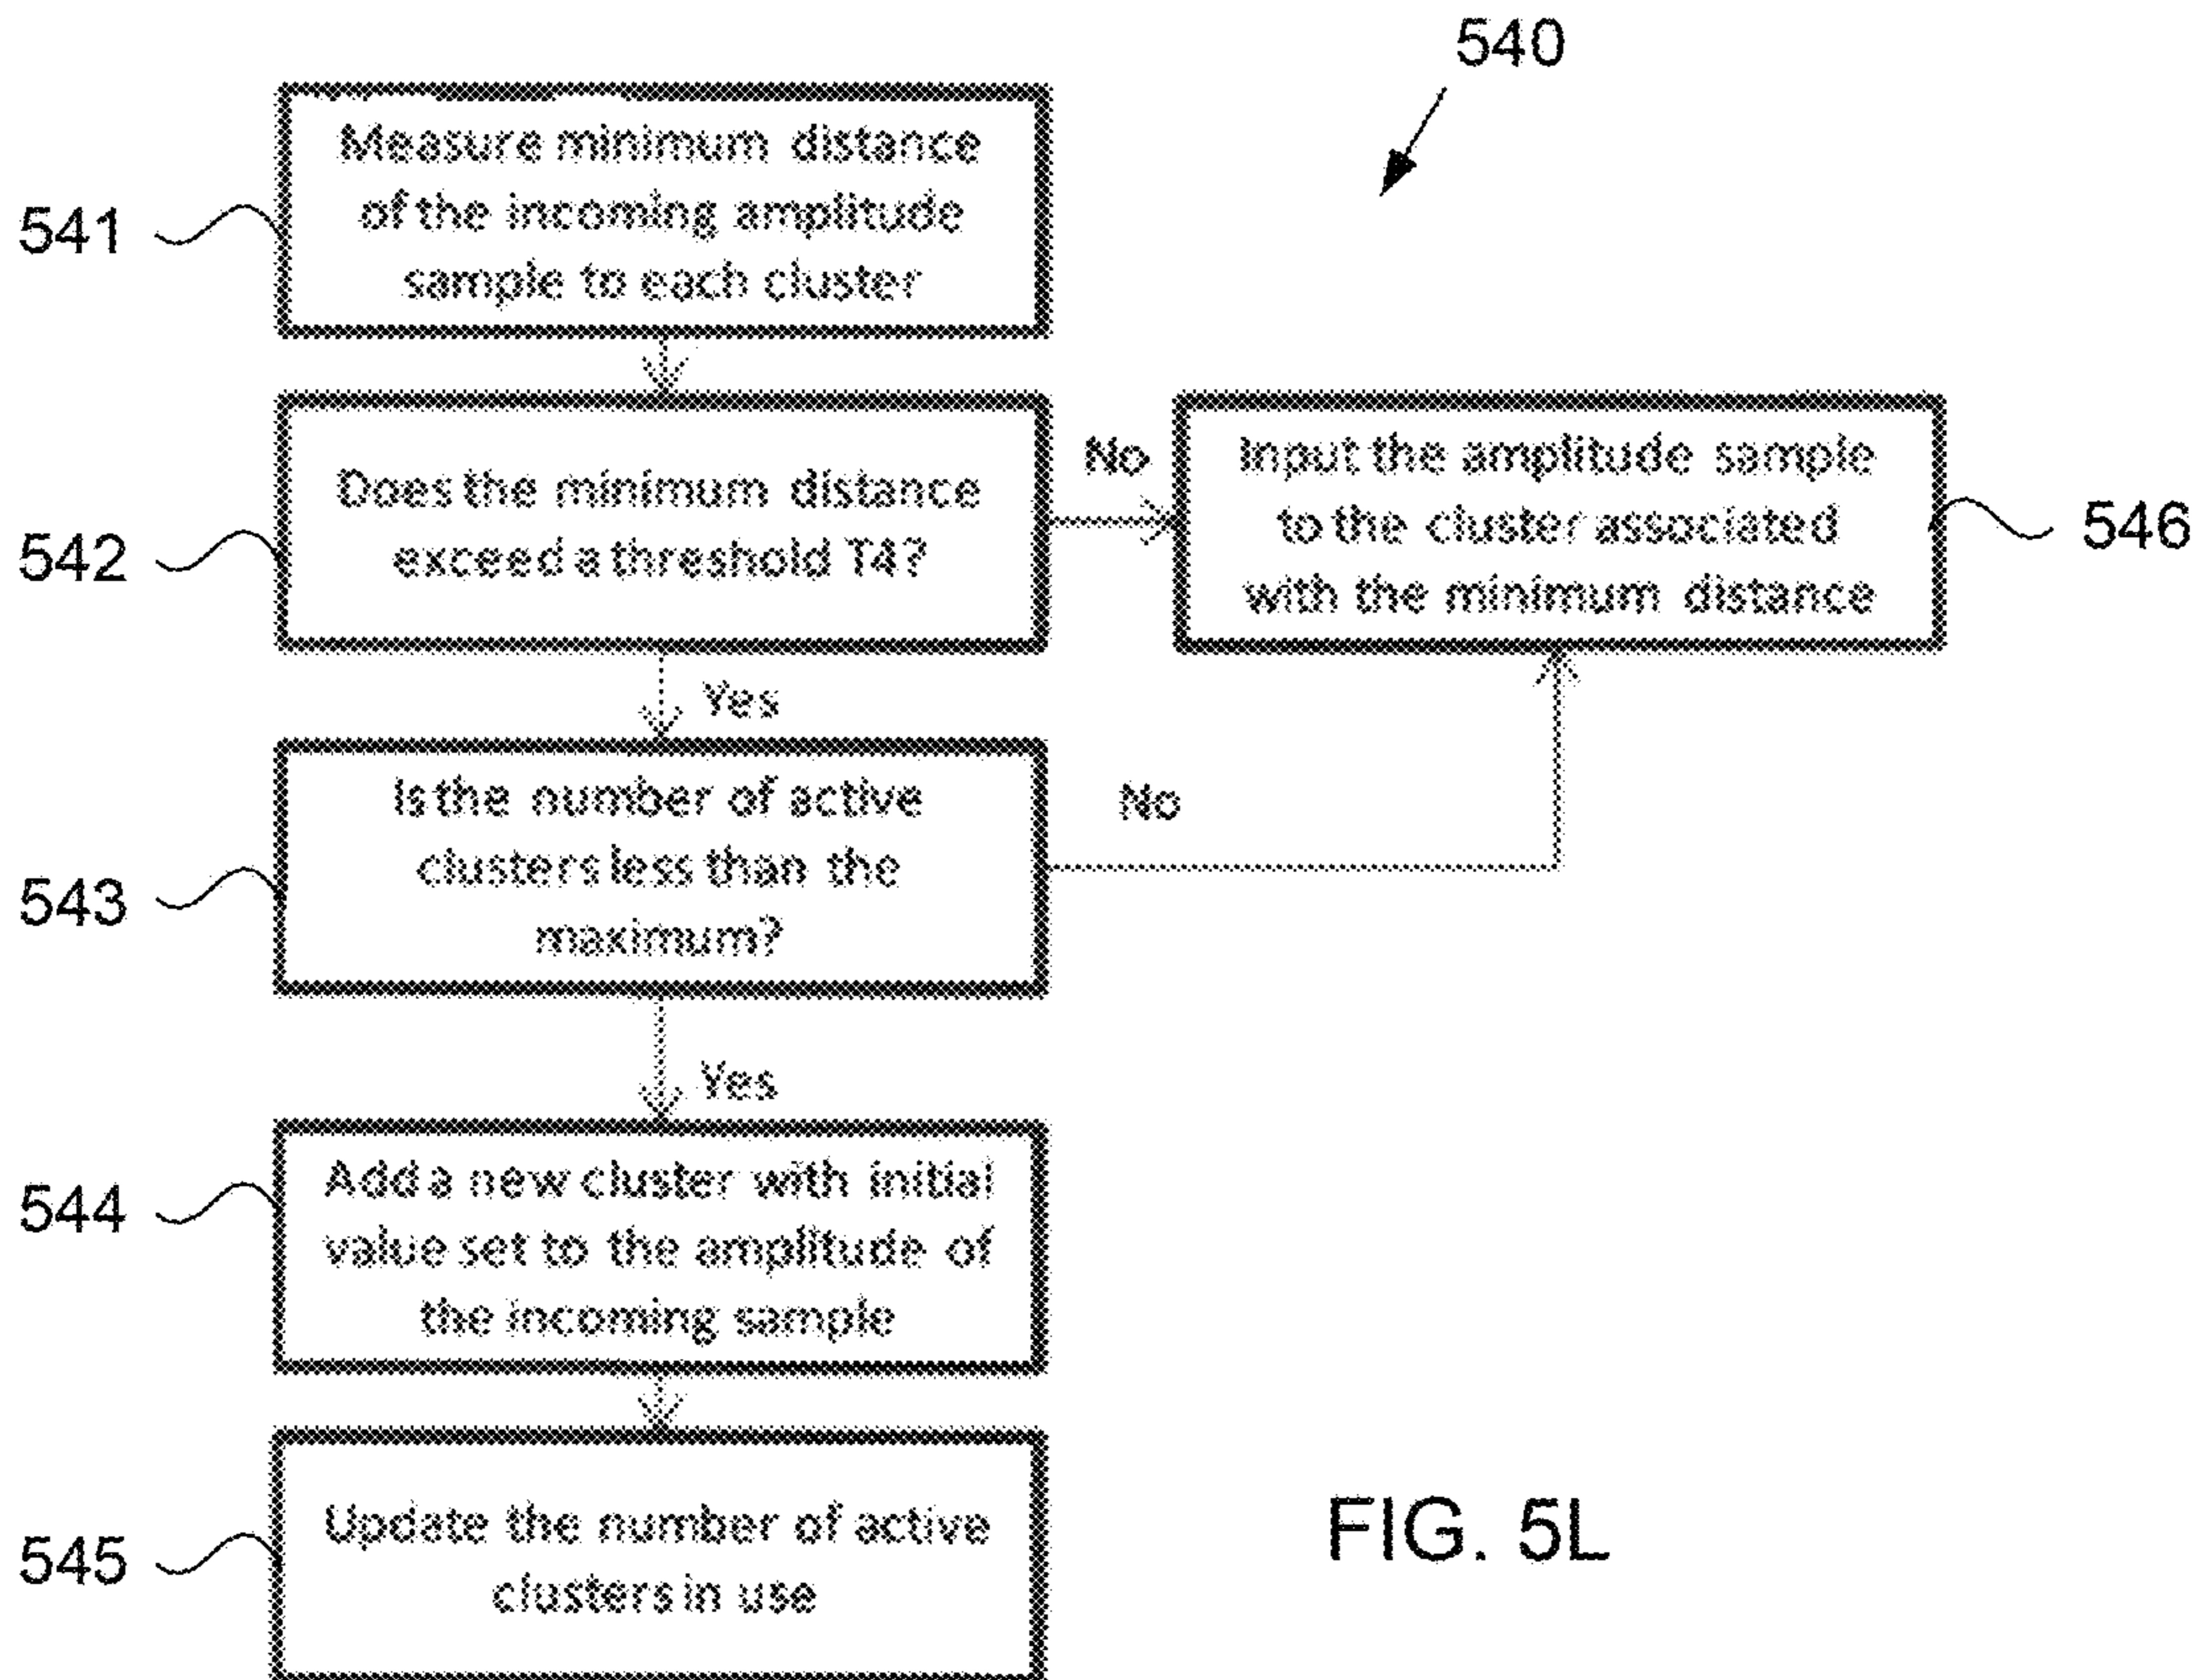 540
Measure minimum distance
of the incoming amplitude
sample to each cluster
541
Does the minimum distance
exceed a threshold T4?
542
No
Input the amplitude sample
to the cluster associated
with the minimum distance
546
Yes
Is the number of active
clusters less than the
maximum?
543
No
Yes
Add a new cluster with initial
value set to the amplitude of
the incoming sample
544
Update the number of active
clusters in use
545
FIG. 5L